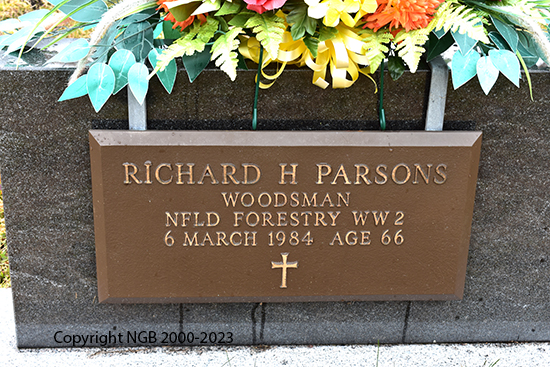 RICHARD H PARSONS
WOODSMAN
NFLD FORESTRY WW2
6 MARCH 1984 AGE 66
Copyright NGB 2000-2023